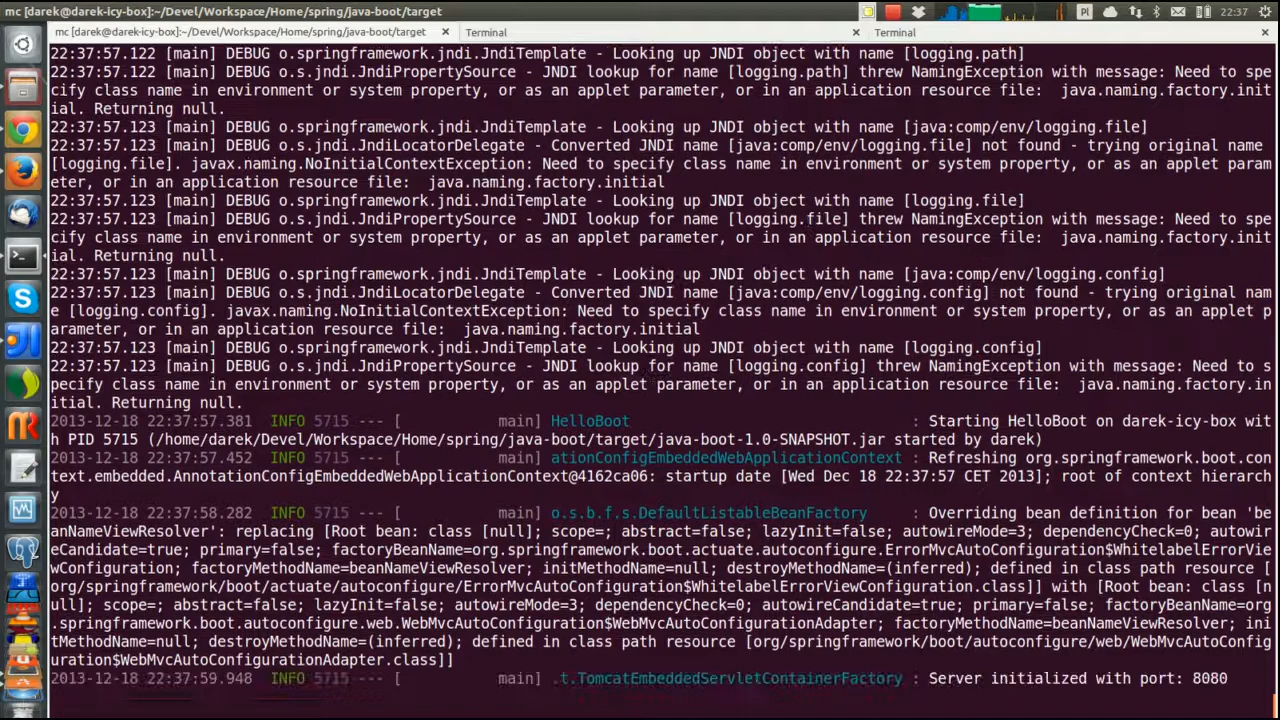 mc [darek@darek-icy-box]:~/Devel/Workspace/Home/spring/java-boot/target
Pl
22:37
mc [darek@darek-icy-box]:~/Devel/Workspace/Home/spring/java-boot/target
Terminal
Terminal
22:37:57.122 [main] DEBUG o.springframework.jndi.JndiTemplate - Looking up JNDI object with name [logging.path]
22:37:57.122 [main] DEBUG o.s.jndi.JndiPropertySource - JNDI lookup for name [logging.path] threw NamingException with message: Need to spe
cify class name in environment or system property, or as an applet parameter, or in an application resource file:  java.naming.factory.init
ial. Returning null.
22:37:57.123 [main] DEBUG o.springframework.jndi.JndiTemplate - Looking up JNDI object with name [java:comp/env/logging.file]
22:37:57.123 [main] DEBUG o.s.jndi.JndiLocatorDelegate - Converted JNDI name [java:comp/env/logging.file] not found - trying original name
[logging.file]. javax.naming.NoInitialContextException: Need to specify class name in environment or system property, or as an applet param
eter, or in an application resource file:  java.naming.factory.initial
22:37:57.123 [main] DEBUG o.springframework.jndi.JndiTemplate - Looking up JNDI object with name [logging.file]
22:37:57.123 [main] DEBUG o.s.jndi.JndiPropertySource - JNDI lookup for name [logging.file] threw NamingException with message: Need to spe
cify class name in environment or system property, or as an applet parameter, or in an application resource file:  java.naming.factory.init
ial. Returning null.
22:37:57.123 [main] DEBUG o.springframework.jndi.JndiTemplate - Looking up JNDI object with name [java:comp/env/logging.config]
22:37:57.123 [main] DEBUG o.s.jndi.JndiLocatorDelegate - Converted JNDI name [java:comp/env/logging.config] not found - trying original nam
e [logging.config]. javax.naming.NoInitialContextException: Need to specify class name in environment or system property, or as an applet p
arameter, or in an application resource file:  java.naming.factory.initial
22:37:57.123 [main] DEBUG o.springframework.jndi.JndiTemplate - Looking up JNDI object with name [logging.config]
22:37:57.123 [main] DEBUG o.s.jndi.JndiPropertySource - JNDI lookup for name [logging.config] threw NamingException with message: Need to s
pecify class name in environment or system property, or as an applet parameter, or in an application resource file:  java.naming.factory.in
itial. Returning null.
2013-12-18 22:37:57.381  INFO 5715 --- [           main] HelloBoot                                : Starting HelloBoot on darek-icy-box wit
h PID 5715 (/home/darek/Devel/Workspace/Home/spring/java-boot/target/java-boot-1.0-SNAPSHOT.jar started by darek)
2013-12-18 22:37:57.452  INFO 5715 --- [           main] ationConfigEmbeddedWebApplicationContext : Refreshing org.springframework.boot.con
text.embedded.AnnotationConfigEmbeddedWebApplicationContext@4162ca06: startup date [Wed Dec 18 22:37:57 CET 2013]; root of context hierarch
y
2013-12-18 22:37:58.282  INFO 5715 --- [           main] o.s.b.f.s.DefaultListableBeanFactory     : Overriding bean definition for bean 'be
anNameViewResolver': replacing [Root bean: class [null]; scope=; abstract=false; lazyInit=false; autowireMode=3; dependencyCheck=0; autowir
eCandidate=true; primary=false; factoryBeanName=org.springframework.boot.actuate.autoconfigure.ErrorMvcAutoConfiguration$WhitelabelErrorVie
wConfiguration; factoryMethodName=beanNameViewResolver; initMethodName=null; destroyMethodName=(inferred); defined in class path resource [
org/springframework/boot/actuate/autoconfigure/ErrorMvcAutoConfiguration$WhitelabelErrorViewConfiguration.class]] with [Root bean: class [n
ull]; scope=; abstract=false; lazyInit=false; autowireMode=3; dependencyCheck=0; autowireCandidate=true; primary=false; factoryBeanName=org
.springframework.boot.autoconfigure.web.WebMvcAutoConfiguration$WebMvcAutoConfigurationAdapter; factoryMethodName=beanNameViewResolver; ini
tMethodName=null; destroyMethodName=(inferred); defined in class path resource [org/springframework/boot/autoconfigure/web/WebMvcAutoConfig
uration$WebMvcAutoConfigurationAdapter.class]]
2013-12-18 22:37:59.948  INFO 5715 --- [           main] .t.TomcatEmbeddedServletContainerFactory : Server initialized with port: 8080